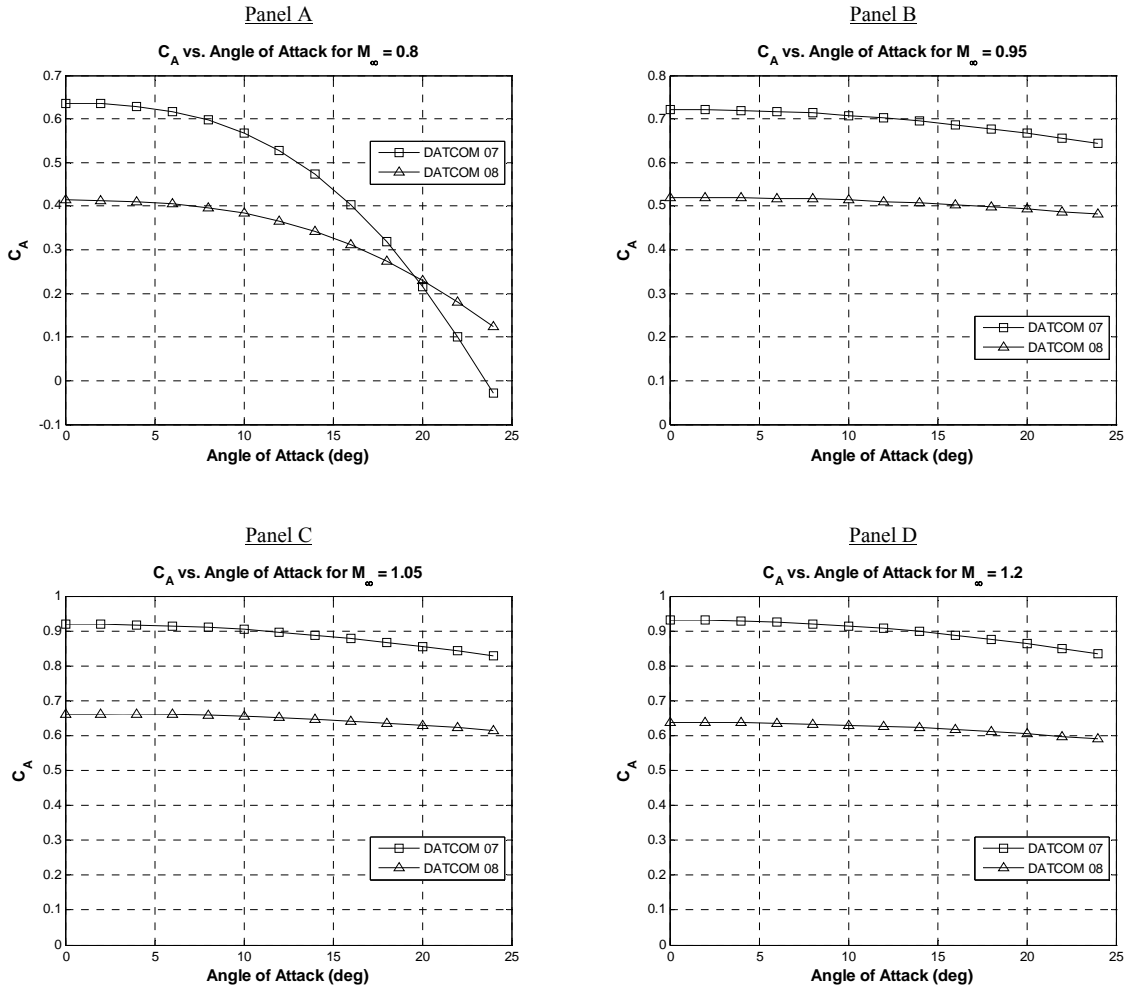 Panel A
C_A vs. Angle of Attack for M_∞ = 0.8
0.7
0.6
0.5
0.4
0.3
0.2
0.1
0
-0.1
C_A
0 5 10 15 20 25
Angle of Attack (deg)
DATCOM 07
DATCOM 08
Panel B
C_A vs. Angle of Attack for M_∞ = 0.95
0.8
0.7
0.6
0.5
0.4
0.3
0.2
0.1
0
C_A
0 5 10 15 20 25
Angle of Attack (deg)
DATCOM 07
DATCOM 08
Panel C
C_A vs. Angle of Attack for M_∞ = 1.05
1
0.9
0.8
0.7
0.6
0.5
0.4
0.3
0.2
0.1
0
C_A
0 5 10 15 20 25
Angle of Attack (deg)
DATCOM 07
DATCOM 08
Panel D
C_A vs. Angle of Attack for M_∞ = 1.2
1
0.9
0.8
0.7
0.6
0.5
0.4
0.3
0.2
0.1
0
C_A
0 5 10 15 20 25
Angle of Attack (deg)
DATCOM 07
DATCOM 08